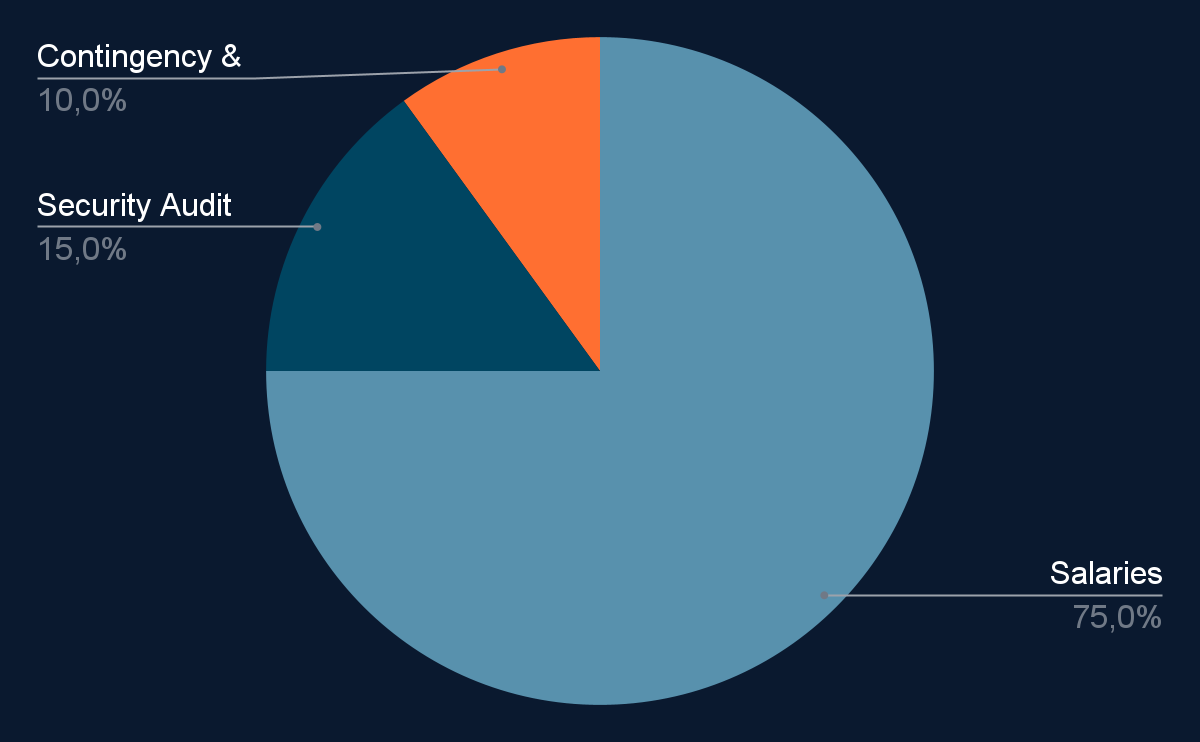 Contingency &
10,0%
Security Audit
15,0%
Salaries
75,0%